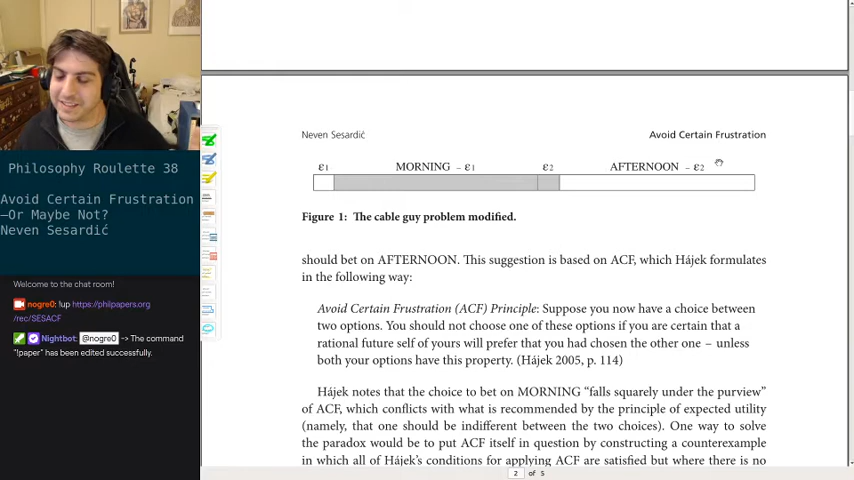 Philosophy Roulette 38
Avoid Certain Frustration
—Or Maybe Not?
Neven Sesardić
Welcome to the chat room!
nogre0: !up https://philpapers.org
/rec/SESACF
Nightbot: @nogre0 -> The command
"!paper" has been edited successfully.
Neven Sesardić Avoid Certain Frustration
ε1 MORNING – ε1 ε2 AFTERNOON – ε2
Figure 1: The cable guy problem modified.
should bet on AFTERNOON. This suggestion is based on ACF, which Hájek formulates
in the following way:
Avoid Certain Frustration (ACF) Principle: Suppose you now have a choice between
two options. You should not choose one of these options if you are certain that a
rational future self of yours will prefer that you had chosen the other one – unless
both your options have this property. (Hájek 2005, p. 114)
Hájek notes that the choice to bet on MORNING “falls squarely under the purview”
of ACF, which conflicts with what is recommended by the principle of expected utility
(namely, that one should be indifferent between the two choices). One way to solve
the paradox would be to put ACF itself in question by constructing a counterexample
in which all of Hájek’s conditions for applying ACF are satisfied but where there is no
2 of 5